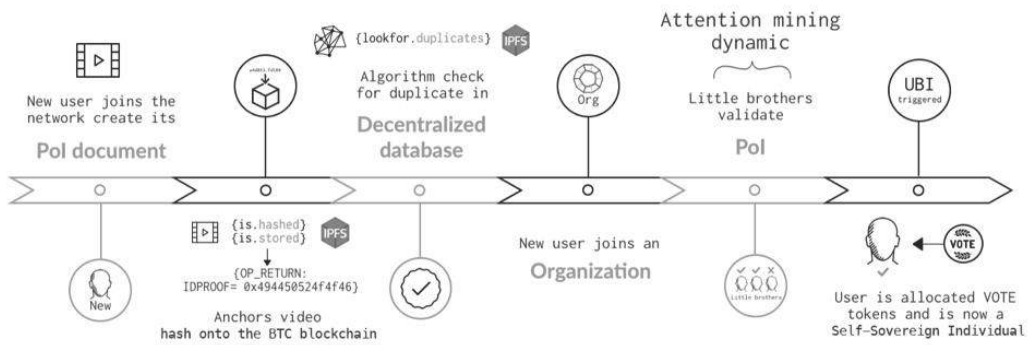 New user joins the
network create its
PoI document
New
{is.hashed}
{is.stored}
IPFS
{OP_RETURN:
IDPROOF= 0x494450524f4f46}
Anchors video
hash onto the BTC blockchain
{lookfor.duplicates}
IPFS
Algorithm check
for duplicate in
Decentralized
database
Org
New user joins an
Organization
Attention mining
dynamic
Little brothers
validate
PoI
Little brothers
UBI
triggered
VOTE
User is allocated VOTE
tokens and is now a
Self-Sovereign Individual